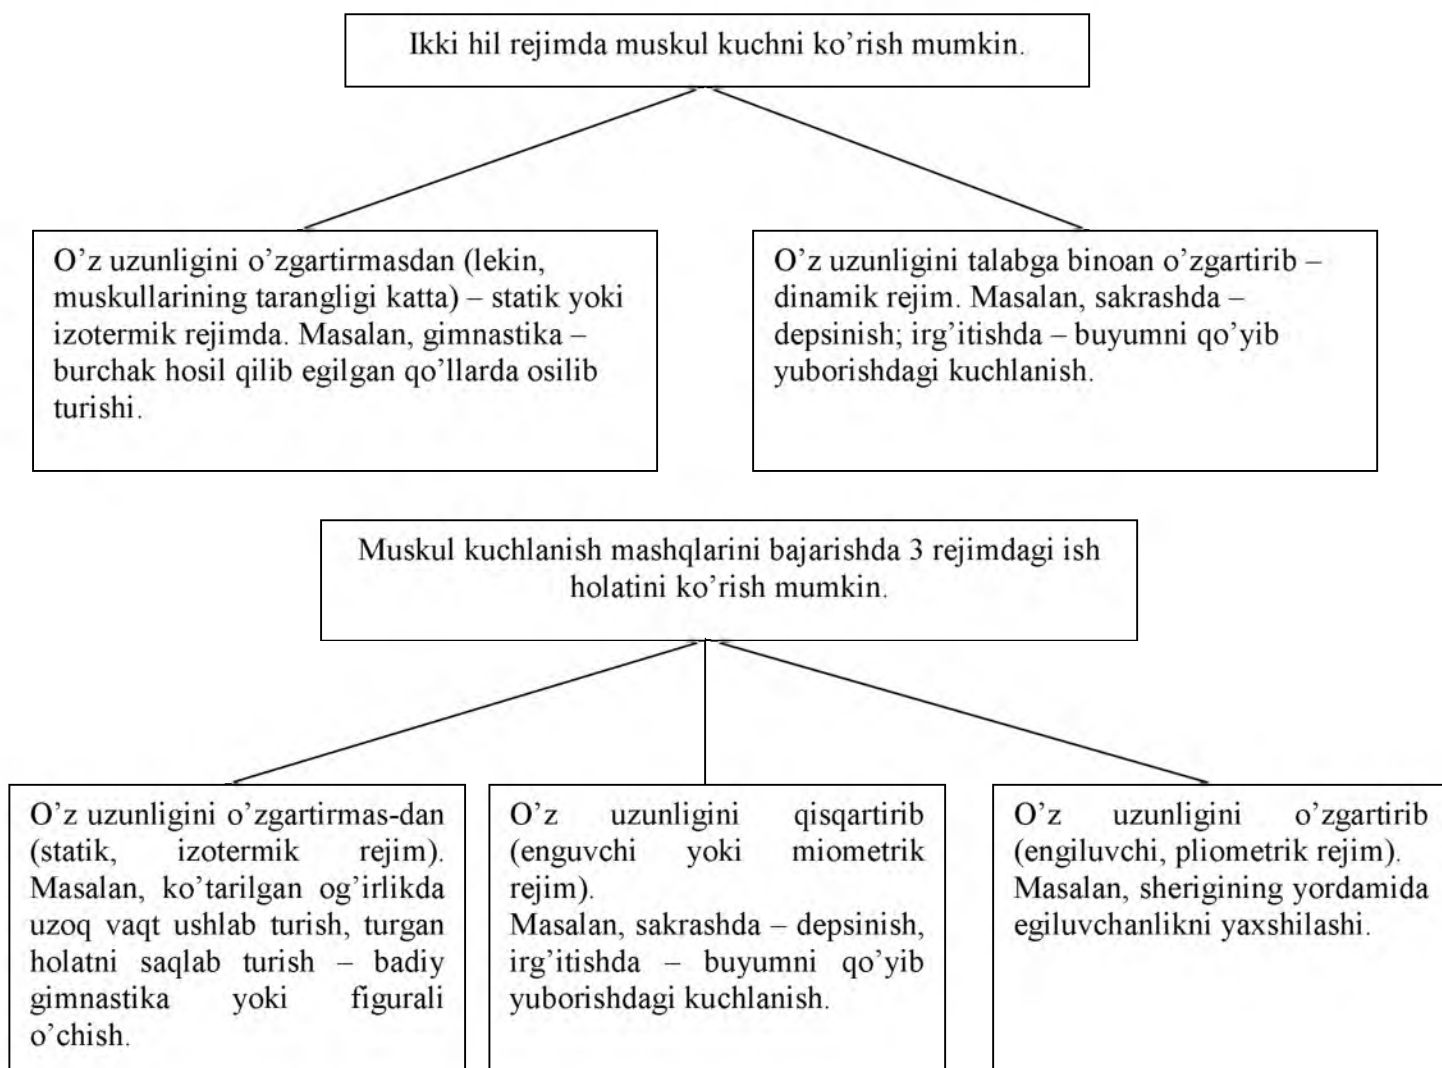 Ikki hil rejimda muskul kuchni ko’rish mumkin.
O’z uzunligini o’zgartirmasdan (lekin,
muskullarining tarangligi katta) – statik yoki
izotermik rejimda. Masalan, gimnastika –
burchak hosil qilib egilgan qo’llarda osilib
turishi.
O’z uzunligini talabga binoan o’zgartirib –
dinamik rejim. Masalan, sakrashda –
depsinish; irg’itishda – buyumni qo’yib
yuborishdagi kuchlanish.
Muskul kuchlanish mashqlarini bajarishda 3 rejimdagi ish
holatini ko’rish mumkin.
O’z uzunligini o’zgartirmas-dan
(statik, izotermik rejim).
Masalan, ko’tarilgan og’irlikda
uzoq vaqt ushlab turish, turgan
holatni saqlab turish – badiy
gimnastika yoki figurali
o’chish.
O’z uzunligini qisqartirib
(enguvchi yoki miometrik
rejim).
Masalan, sakrashda – depsinish,
irg’itishda – buyumni qo’yib
yuborishdagi kuchlanish.
O’z uzunligini o’zgartirib
(engiluvchi, pliometrik rejim).
Masalan, sherigining yordamida
egiluvchanlikni yaxshilashi.